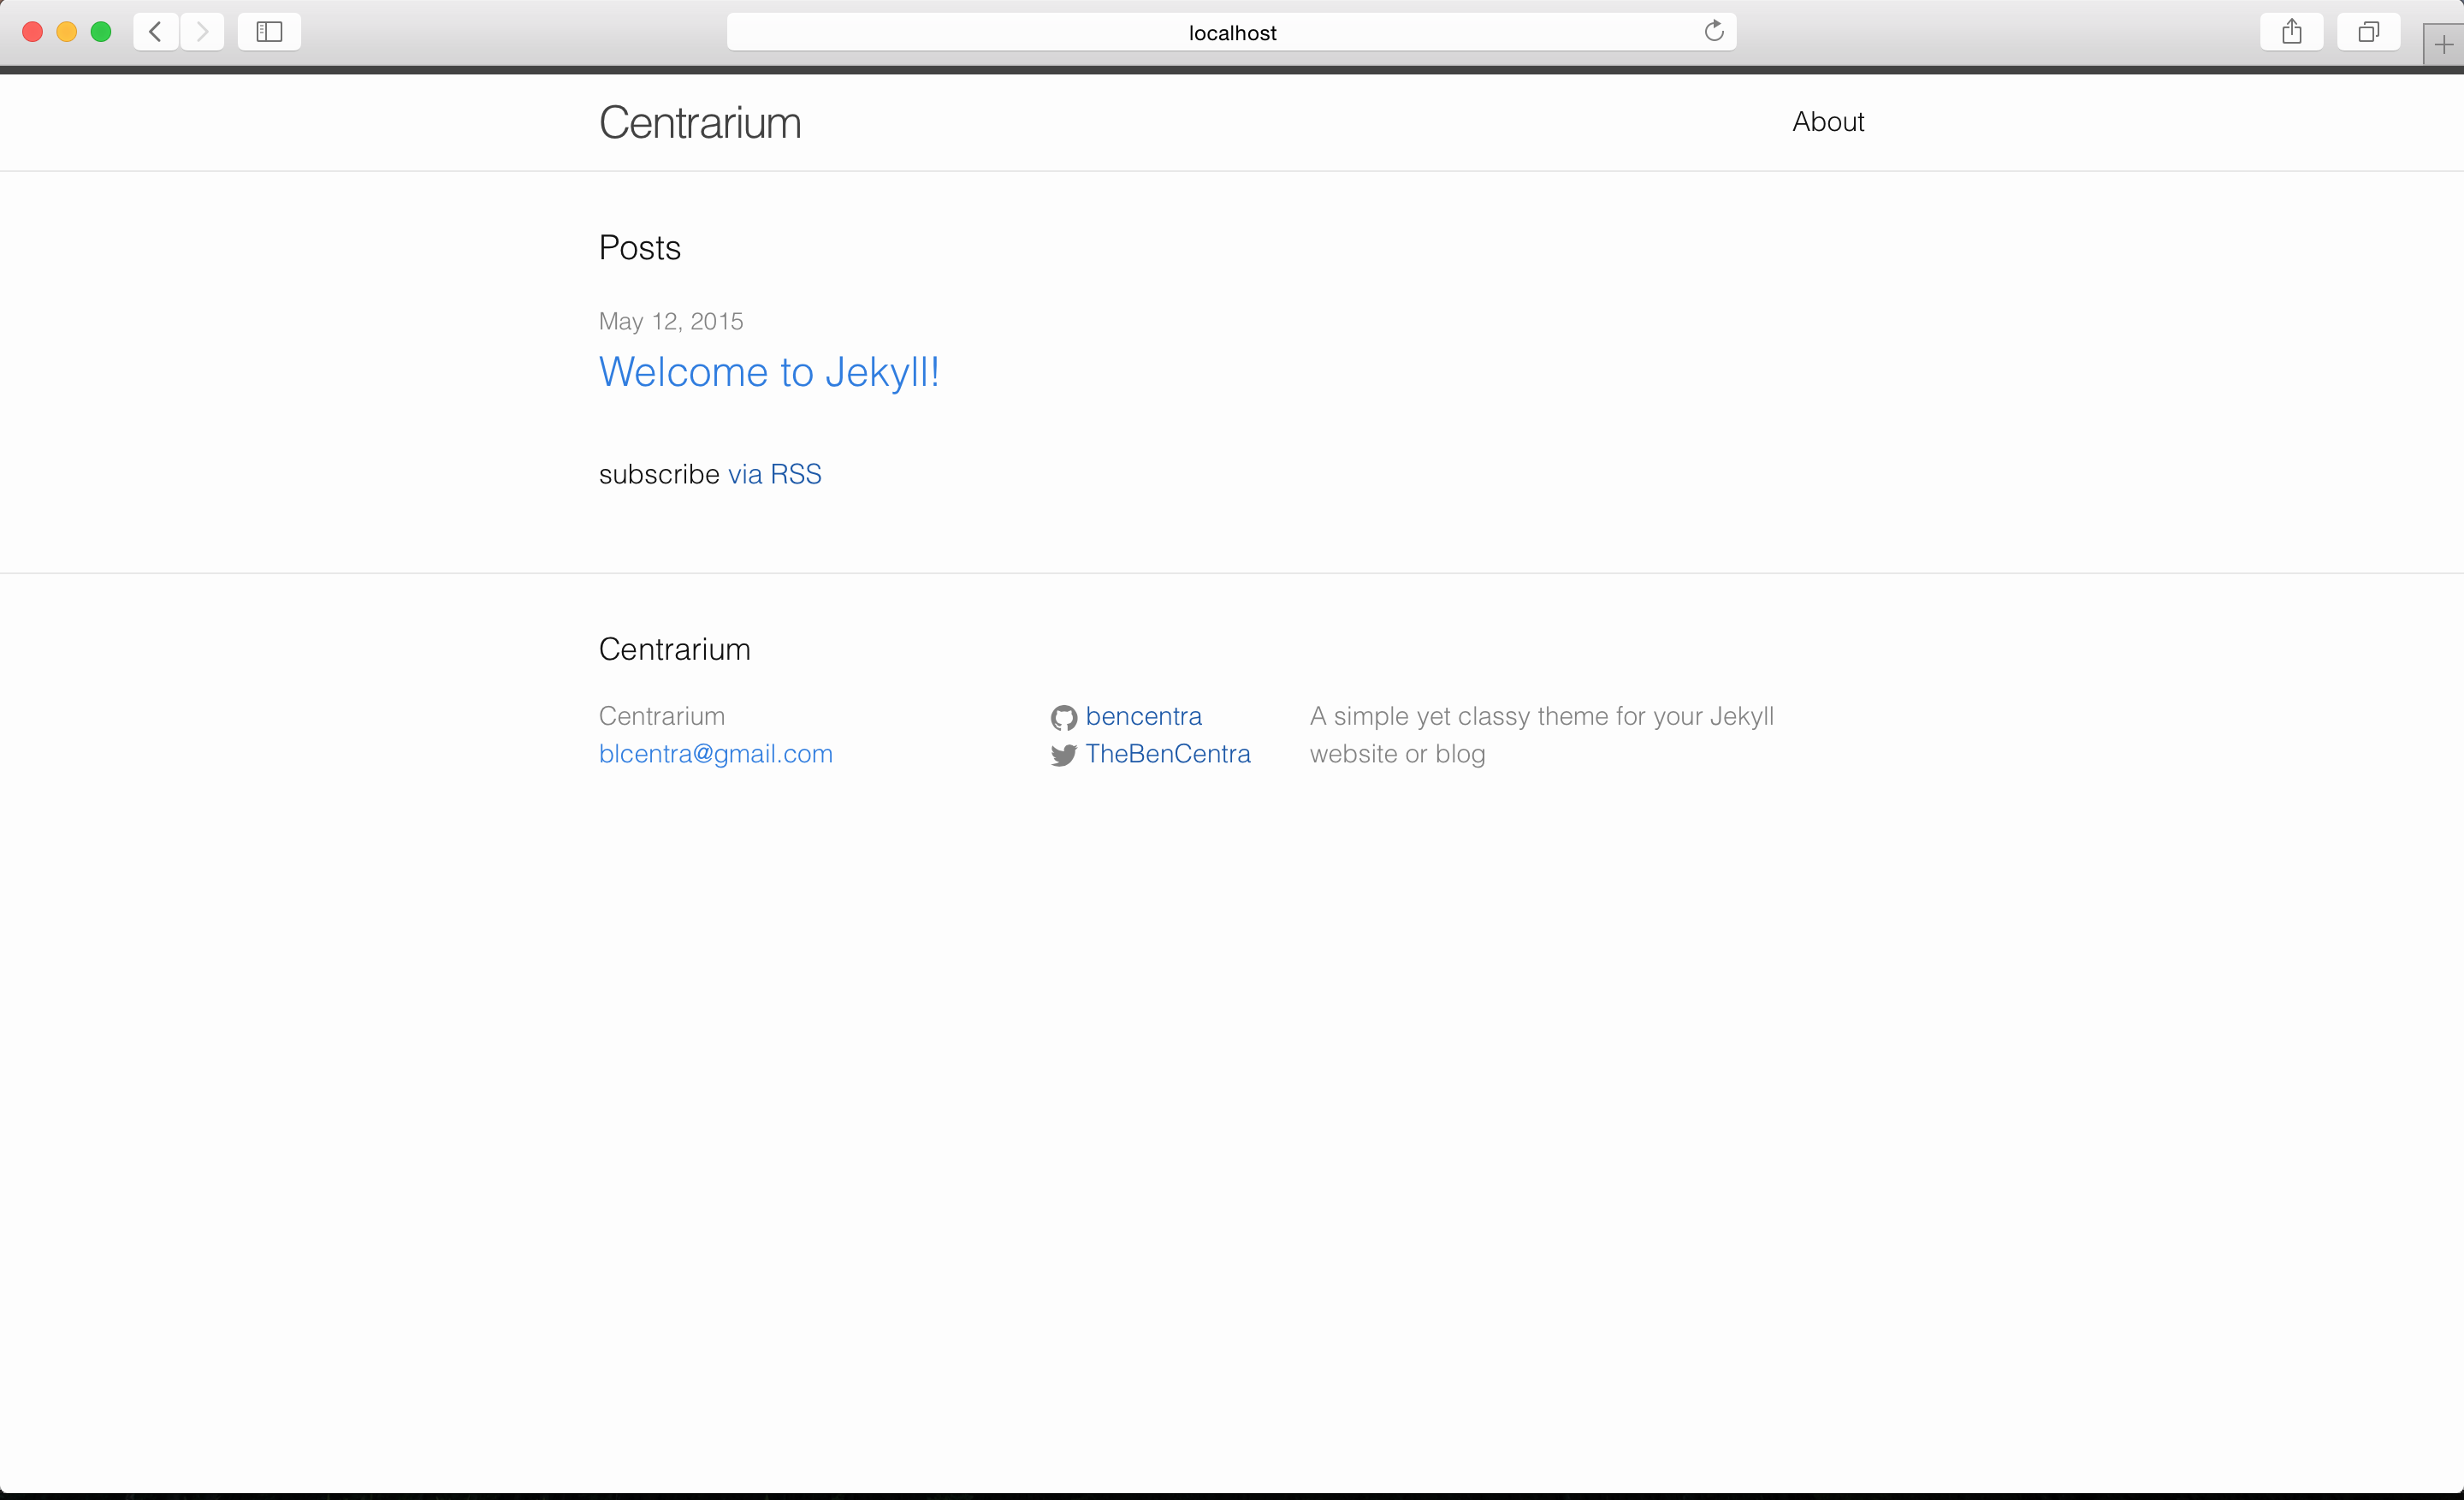 localhost
Centrarium
About
Posts
May 12, 2015
Welcome to Jekyll!
subscribe via RSS
Centrarium
Centrarium
blcentra@gmail.com
bencentra
TheBenCentra
A simple yet classy theme for your Jekyll
website or blog